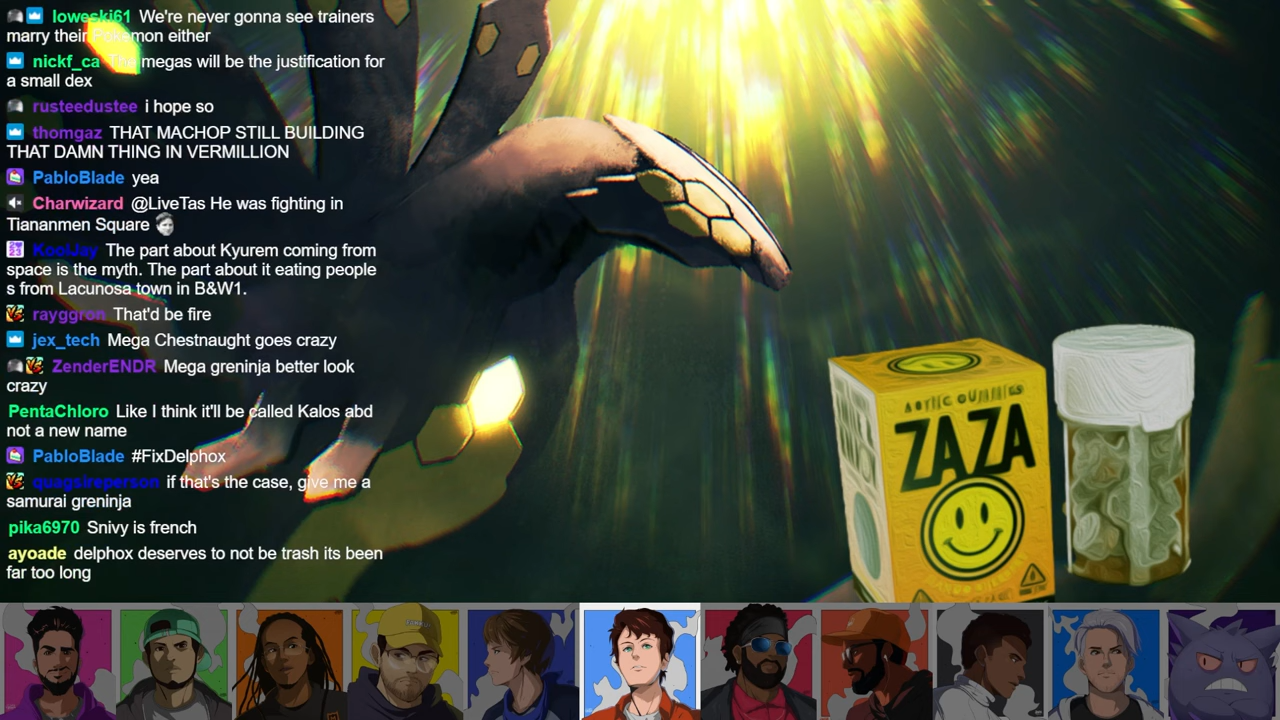 loweski61 We're never gonna see trainers
marry their Pokemon either
nickf_ca The megas will be the justification for
a small dex
rusteedustee i hope so
thomgaz THAT MACHOP STILL BUILDING
THAT DAMN THING IN VERMILLION
PabloBlade yea
Charwizard @LiveTas He was fighting in
Tiananmen Square
KoolJay The part about Kyurem coming from
space is the myth. The part about it eating people
s from Lacunosa town in B&W1.
rayggron That'd be fire
jex_tech Mega Chestnaught goes crazy
ZenderENDR Mega greninja better look
crazy
PentaChloro Like I think it'll be called Kalos abd
not a new name
PabloBlade #FixDelphox
quagsireperson if that's the case, give me a
samurai greninja
pika6970 Snivy is french
ayoade delphox deserves to not be trash its been
far too long
ZAZA